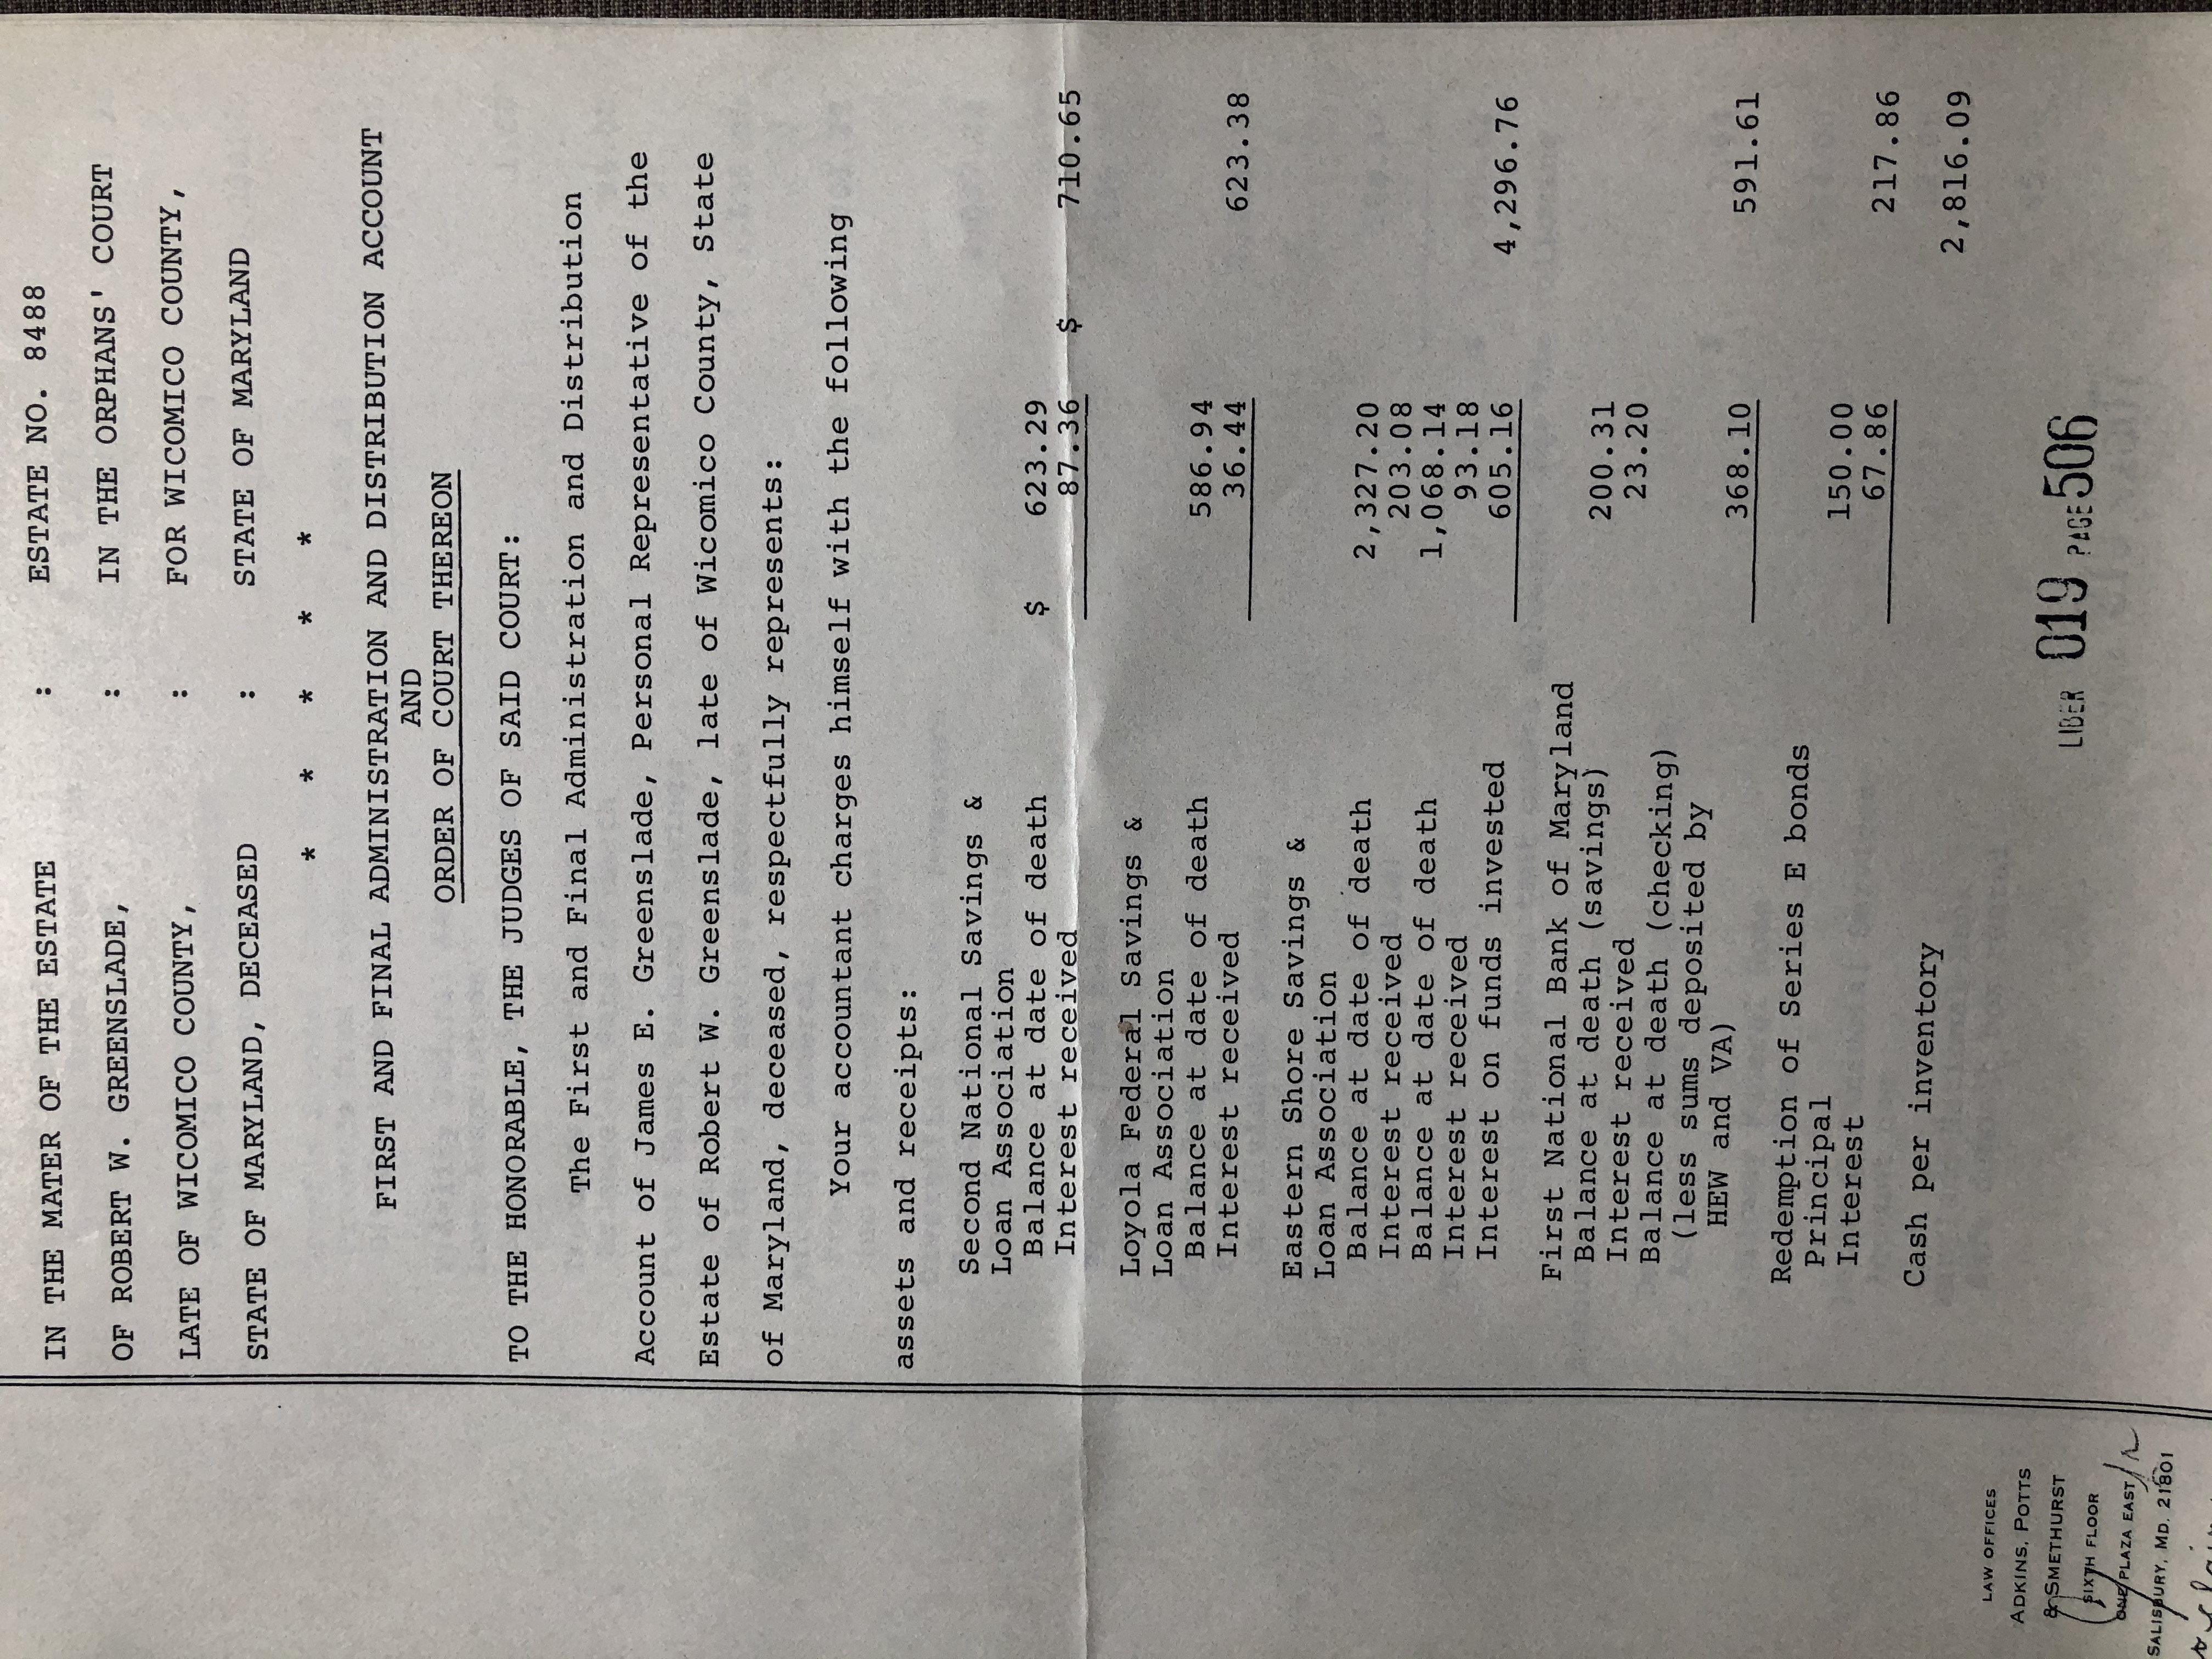 IN THE MATER OF THE ESTATE : ESTATE NO. 8488
OF ROBERT W. GREENSLADE, : IN THE ORPHANS' COURT
LATE OF WICOMICO COUNTY, : FOR WICOMICO COUNTY,
STATE OF MARYLAND, DECEASED : STATE OF MARYLAND
* * * * *
FIRST AND FINAL ADMINISTRATION AND DISTRIBUTION ACCOUNT
AND
ORDER OF COURT THEREON
TO THE HONORABLE, THE JUDGES OF SAID COURT:
The First and Final Administration and Distribution
Account of James E. Greenslade, Personal Representative of the
Estate of Robert W. Greenslade, late of Wicomico County, State
of Maryland, deceased, respectfully represents:
Your accountant charges himself with the following
assets and receipts:
Second National Savings &
Loan Association
Balance at date of death $ 623.29
Interest received 87.36 $ 710.65
Loyola Federal Savings &
Loan Association
Balance at date of death 586.94
Interest received 36.44 623.38
Eastern Shore Savings &
Loan Association
Balance at date of death 2,327.20
Interest received 203.08
Balance at date of death 1,068.14
Interest received 93.18
Interest on funds invested 605.16 4,296.76
First National Bank of Maryland
Balance at death (savings) 200.31
Interest received 23.20
Balance at death (checking)
(less sums deposited by
HEW and VA) 368.10 591.61
Redemption of Series E bonds
Principal 150.00
Interest 67.86 217.86
Cash per inventory 2,816.09
LAW OFFICES
ADKINS, POTTS
& SMETHURST
SIXTH FLOOR
ONE PLAZA EAST
SALISBURY, MD. 21801
LIBER 019 PAGE 506